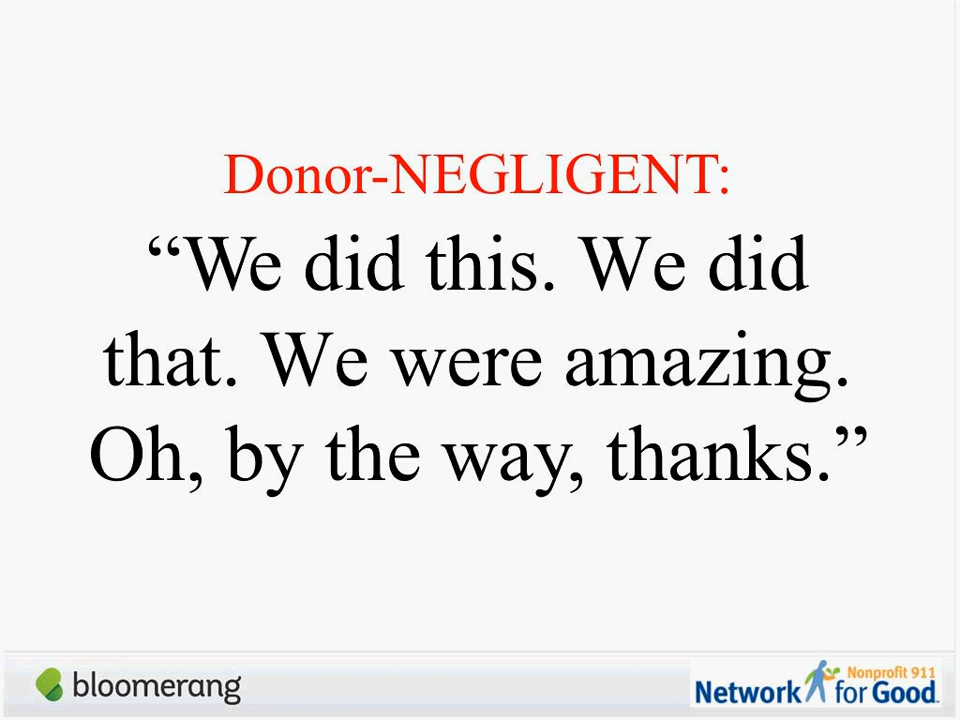 Donor-NEGLIGENT:
“We did this. We did
that. We were amazing.
Oh, by the way, thanks.”
bloomerang
Nonprofit 911
Network for Good.